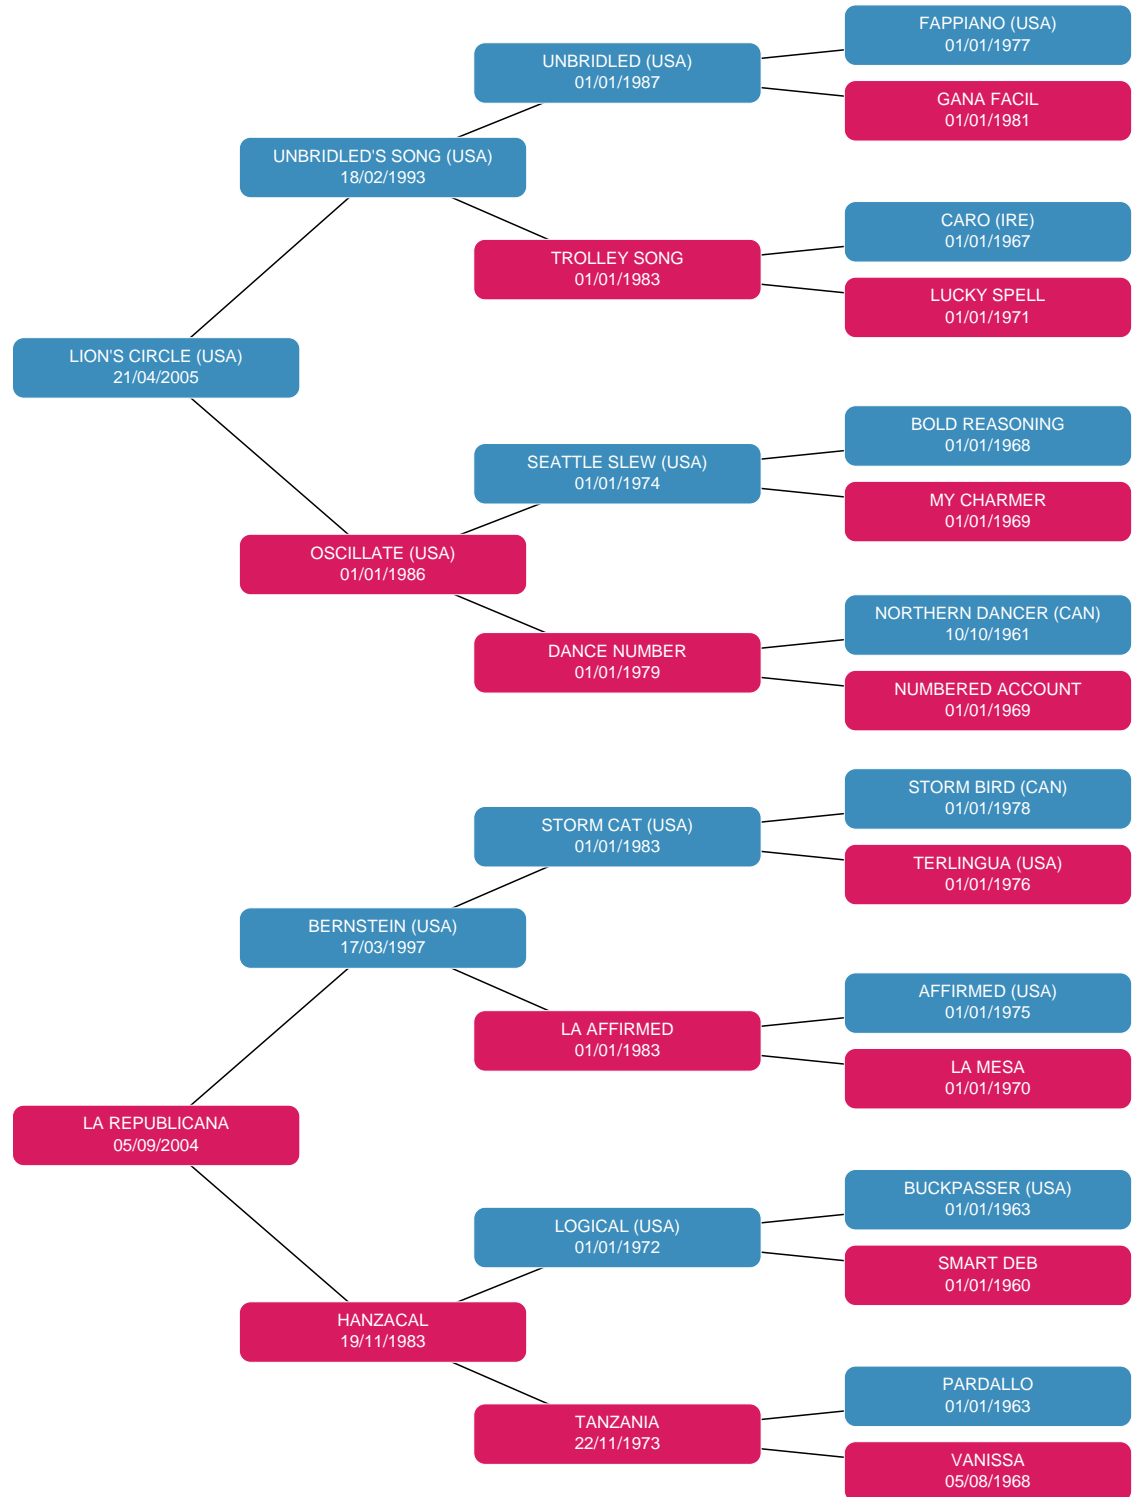 FAPPIANO (USA)
01/01/1977
UNBRIDLED (USA)
01/01/1987
GANA FACIL
01/01/1981
UNBRIDLED'S SONG (USA)
18/02/1993
CARO (IRE)
01/01/1967
TROLLEY SONG
01/01/1983
LUCKY SPELL
01/01/1971
LION'S CIRCLE (USA)
21/04/2005
BOLD REASONING
01/01/1968
SEATTLE SLEW (USA)
01/01/1974
MY CHARMER
01/01/1969
OSCILLATE (USA)
01/01/1986
NORTHERN DANCER (CAN)
10/10/1961
DANCE NUMBER
01/01/1979
NUMBERED ACCOUNT
01/01/1969
STORM BIRD (CAN)
01/01/1978
STORM CAT (USA)
01/01/1983
TERLINGUA (USA)
01/01/1976
BERNSTEIN (USA)
17/03/1997
AFFIRMED (USA)
01/01/1975
LA AFFIRMED
01/01/1983
LA MESA
01/01/1970
LA REPUBLICANA
05/09/2004
BUCKPASSER (USA)
01/01/1963
LOGICAL (USA)
01/01/1972
SMART DEB
01/01/1960
HANZACAL
19/11/1983
PARDALLO
01/01/1963
TANZANIA
22/11/1973
VANISSA
05/08/1968